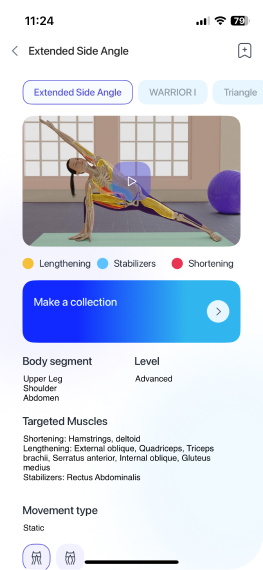 11:24
79
Extended Side Angle
Extended Side Angle
WARRIOR I
Triangle
Lengthening
Stabilizers
Shortening
Make a collection
Body segment
Level
Upper Leg
Advanced
Shoulder
Abdomen
Targeted Muscles
Shortening: Hamstrings, deltoid
Lengthening: External oblique, Quadriceps, Triceps
brachii, Serratus anterior, Internal oblique, Gluteus
medius
Stabilizers: Rectus Abdominalis
Movement type
Static